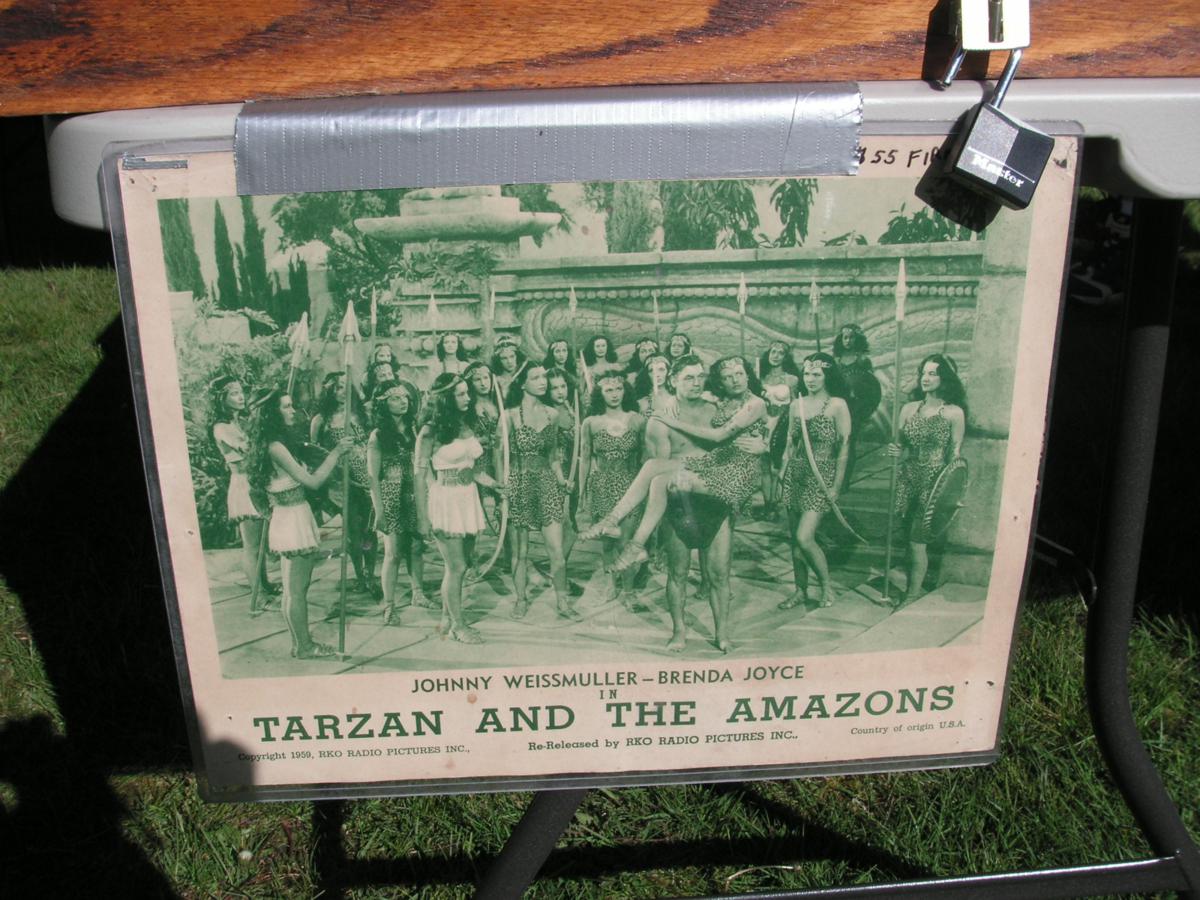 55
Master
JOHNNY WEISSMULLER – BRENDA JOYCE
IN
TARZAN AND THE AMAZONS
Copyright 1959, RKO RADIO PICTURES INC., Re-Released by RKO RADIO PICTURES INC., Country of origin U.S.A.